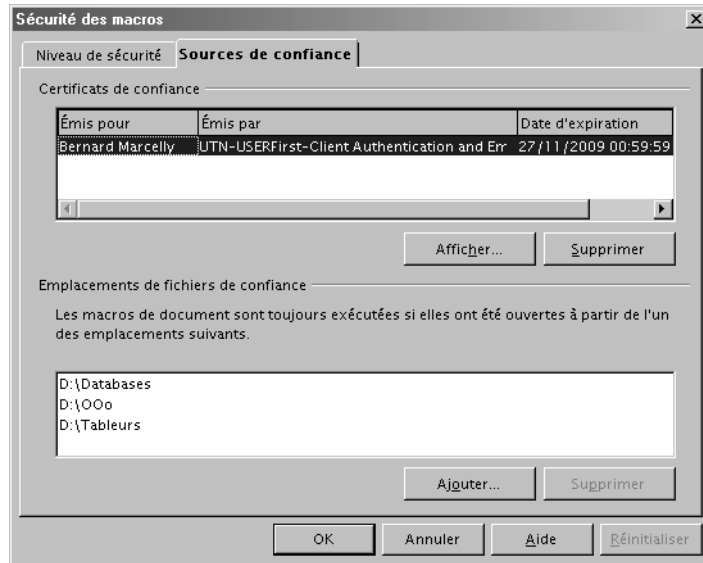 Sécurité des macros
Niveau de sécurité Sources de confiance
Certificats de confiance
Émis pour Émis par Date d'expiration
Bernard Marcelly UTN-USERFirst-Client Authentication and Em 27/11/2009 00:59:59
Afficher... Supprimer
Emplacements de fichiers de confiance
Les macros de document sont toujours exécutées si elles ont été ouvertes à partir de l'un
des emplacements suivants.
D:\Databases
D:\OOo
D:\Tableurs
Ajouter... Supprimer
OK Annuler Aide Réinitialiser